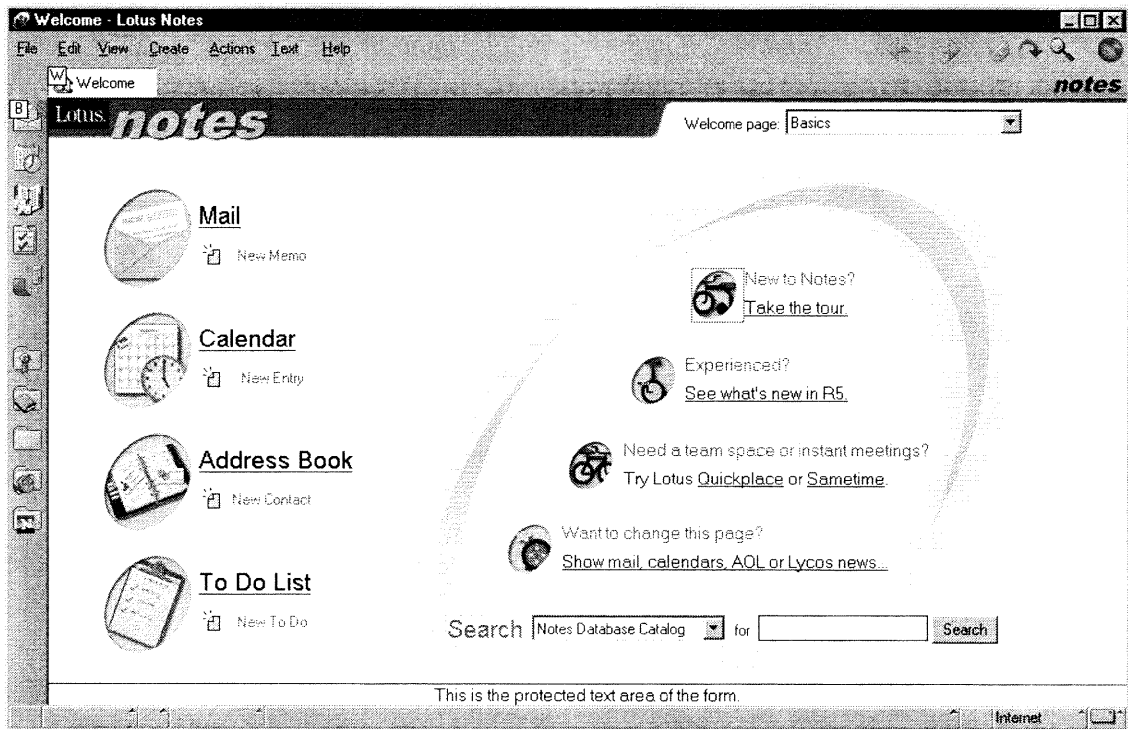 Welcome - Lotus Notes
File Edit View Create Actions Text Help
W Welcome
notes
B
Lotus. notes
Welcome page: Basics
Mail
New Memo
New to Notes?
Take the tour.
Calendar
New Entry
Experienced?
See what's new in R5.
Address Book
New Contact
Need a team space or instant meetings?
Try Lotus Quickplace or Sametime.
Want to change this page?
Show mail, calendars, AOL or Lycos news...
To Do List
New To Do
Search Notes Database Catalog for Search
This is the protected text area of the form.
Internet